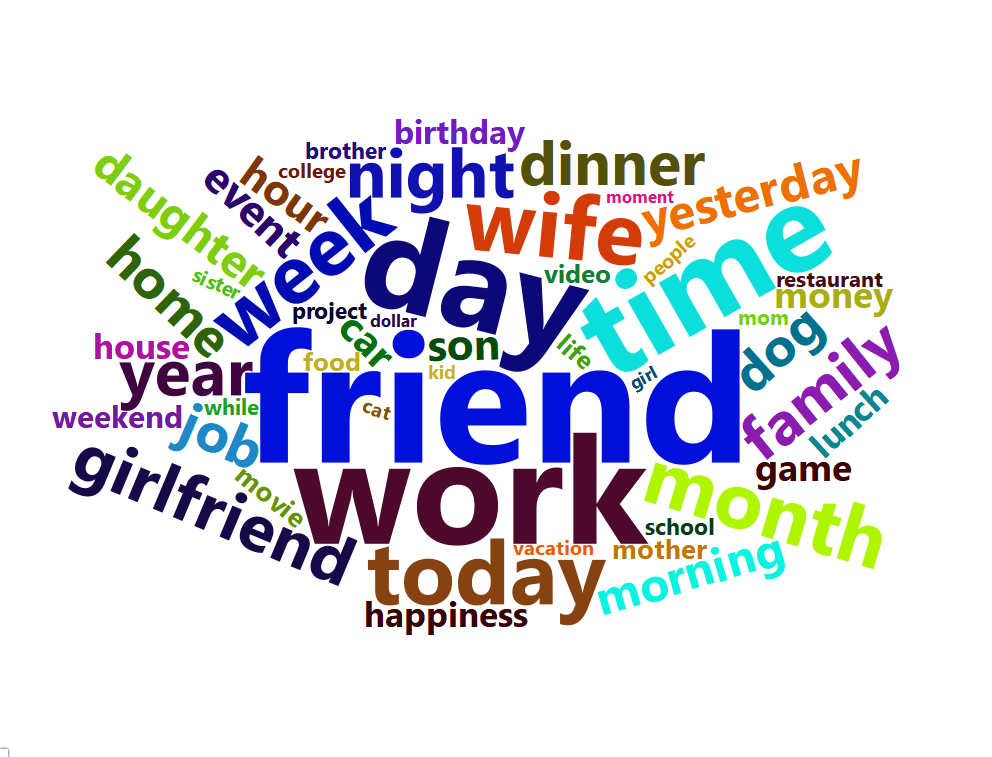 birthday
brother
night
dinner
college
hour
daughter
event
wife
moment
yesterday
week
day
time
people
video
sister
home
restaurant
money
project
dollar
mom
car
son
life
dog
house
food
kid
girl
year
friend
family
weekend
while
cat
lunch
job
girlfriend
movie
work
month
game
school
today
vacation
mother
morning
happiness